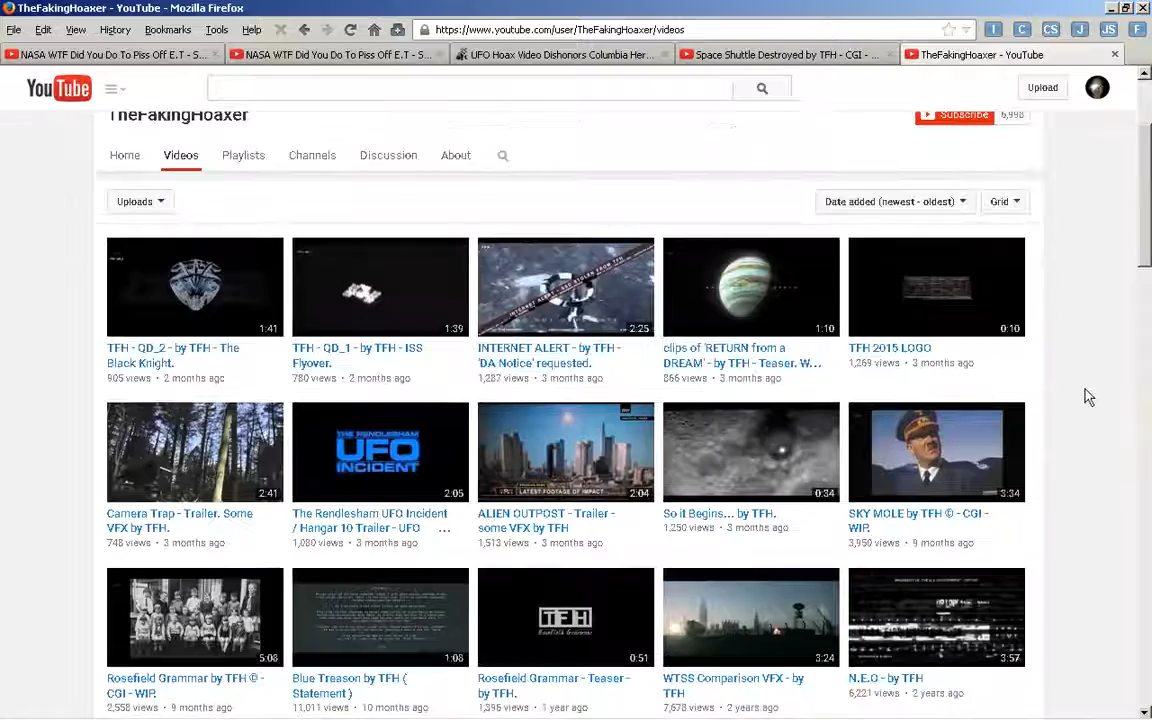 TheFakingHoaxer - YouTube - Mozilla Firefox
File Edit View History Bookmarks Tools Help
https://www.youtube.com/user/TheFakingHoaxer/videos
I C CS J JS F
NASA WTF Did You Do To Piss Off E.T - S...
NASA WTF Did You Do To Piss Off E.T - S...
UFO Hoax Video Dishonors Columbia Her...
Space Shuttle Destroyed by TFH - CGI - ...
TheFakingHoaxer - YouTube
YouTube
Upload
TheFakingHoaxer
Subscribe 6,998
Home Videos Playlists Channels Discussion About
Uploads
Date added (newest - oldest) Grid
1:41 1:39 2:25 1:10 0:10
TFH - QD_2 - by TFH - The
Black Knight.
905 views • 2 months ago
TFH - QD_1 - by TFH - ISS
Flyover.
780 views • 2 months ago
INTERNET ALERT - by TFH -
'DA Notice' requested.
1,287 views • 3 months ago
clips of 'RETURN from a
DREAM' - by TFH - Teaser. W...
866 views • 3 months ago
TFH 2015 LOGO
1,269 views • 3 months ago
THE RENDLESHAM
UFO
INCIDENT
LATEST FOOTAGE OF IMPACT
2:41 2:05 2:04 0:34 3:34
Camera Trap - Trailer. Some
VFX by TFH.
748 views • 3 months ago
The Rendlesham UFO Incident
/ Hangar 10 Trailer - UFO ...
1,080 views • 3 months ago
ALIEN OUTPOST - Trailer -
some VFX by TFH
1,513 views • 3 months ago
So it Begins... by TFH.
1,250 views • 3 months ago
SKY MOLE by TFH © - CGI -
WIP.
3,950 views • 9 months ago
TFH
Rosefield Grammar
5:08 1:08 0:51 3:24 3:57
Rosefield Grammar by TFH © -
CGI - WIP.
2,558 views • 9 months ago
Blue Treason by TFH (
Statement )
11,011 views • 10 months ago
Rosefield Grammar - Teaser -
by TFH.
1,396 views • 1 year ago
WTSS Comparison VFX - by
TFH
7,678 views • 2 years ago
N.E.O - by TFH
6,221 views • 2 years ago